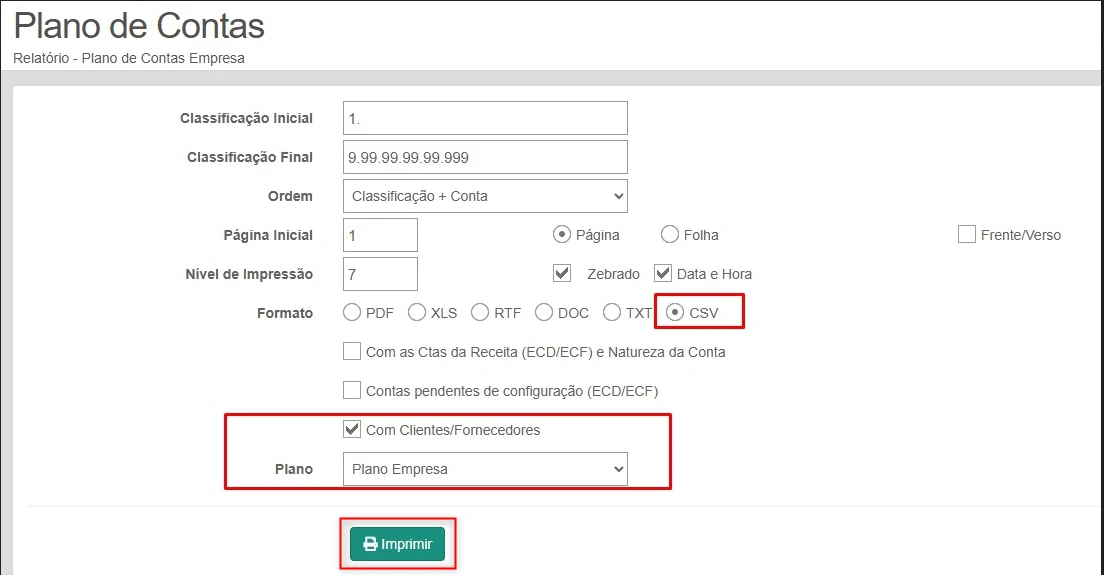 Plano de Contas
Relatório - Plano de Contas Empresa
Classificação Inicial 1.
Classificação Final 9.99.99.99.99.999
Ordem Classificação + Conta
Página Inicial 1 Página Folha Frente/Verso
Nível de Impressão 7 Zebrado Data e Hora
Formato PDF XLS RTF DOC TXT CSV
Com as Ctas da Receita (ECD/ECF) e Natureza da Conta
Contas pendentes de configuração (ECD/ECF)
Com Clientes/Fornecedores
Plano Plano Empresa
Imprimir